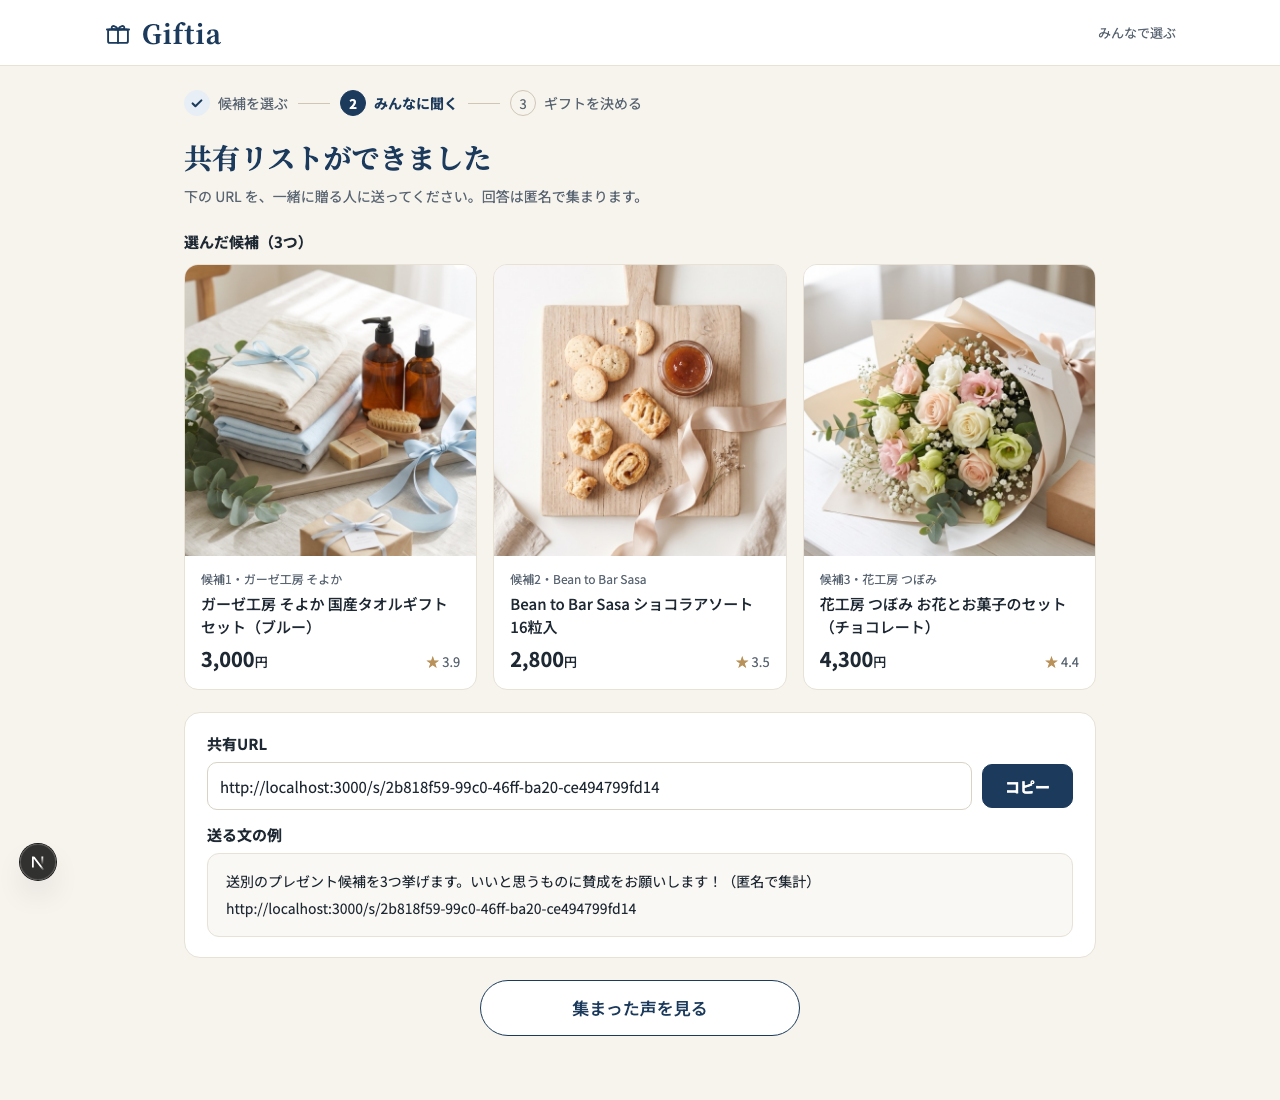 Giftia
みんなで選ぶ
候補を選ぶ
2 みんなに聞く
3 ギフトを決める
共有リストができました
下の URL を、一緒に贈る人に送ってください。回答は匿名で集まります。
選んだ候補（3つ）
候補1・ガーゼ工房 そよか
ガーゼ工房 そよか 国産タオルギフト
セット（ブルー）
3,000円
★ 3.9
候補2・Bean to Bar Sasa
Bean to Bar Sasa ショコラアソート
16粒入
2,800円
★ 3.5
候補3・花工房 つぼみ
花工房 つぼみ お花とお菓子のセット
（チョコレート）
4,300円
★ 4.4
共有URL
http://localhost:3000/s/2b818f59-99c0-46ff-ba20-ce494799fd14
コピー
送る文の例
送別のプレゼント候補を3つ挙げます。いいと思うものに賛成をお願いします！（匿名で集計）
http://localhost:3000/s/2b818f59-99c0-46ff-ba20-ce494799fd14
N
集まった声を見る